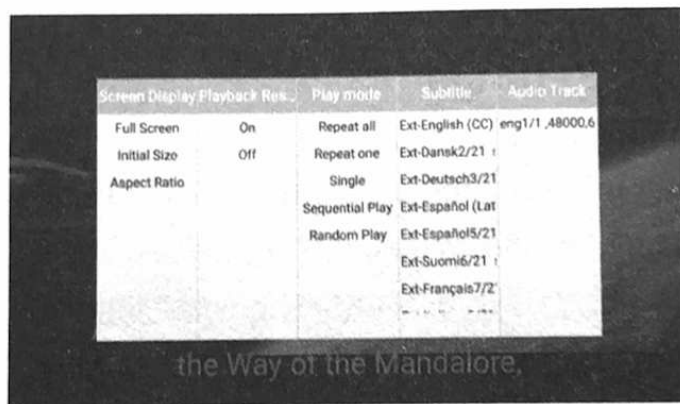 Screen Display Playback Res.. Play mode Subtitle Audio Track
Full Screen On Repeat all Ext-English (CC) eng1/1 ,48000,6
Initial Size Off Repeat one Ext-Dansk2/21
Aspect Ratio Single Ext-Deutsch3/21
Sequential Play Ext-Español (Lat
Random Play Ext-Español5/21
Ext-Suomi6/21
Ext-Français7/2
the Way of the Mandalore,